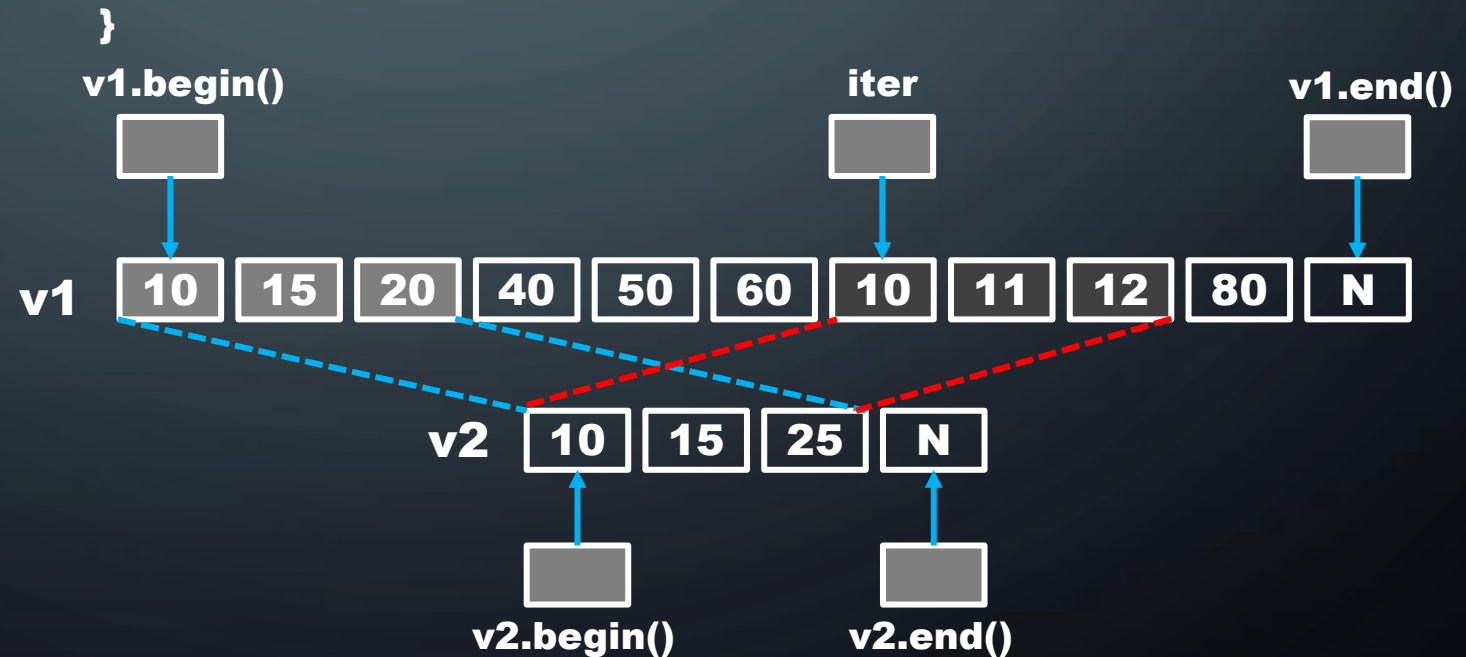 }
v1.begin() iter v1.end()
v1 10 15 20 40 50 60 10 11 12 80 N
v2 10 15 25 N
v2.begin() v2.end()